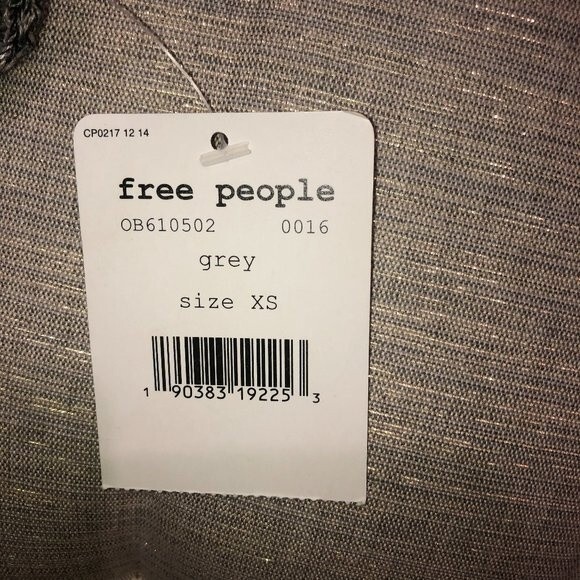 CP0217 12 14
free people
OB610502 0016
grey
size XS
1 90383 19225 3